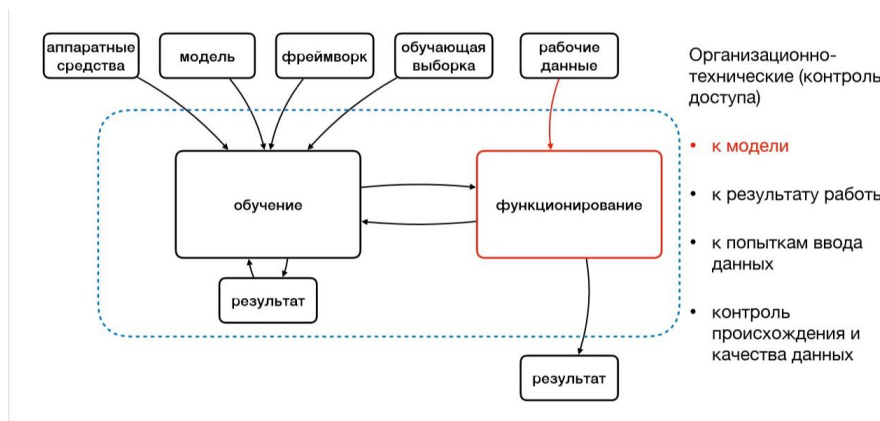 аппаратные
средства
модель
фреймворк
обучающая
выборка
рабочие
данные
обучение
функционирование
результат
результат
Организационно-
технические (контроль
доступа)
• к модели
• к результату работы
• к попыткам ввода
данных
• контроль
происхождения и
качества данных